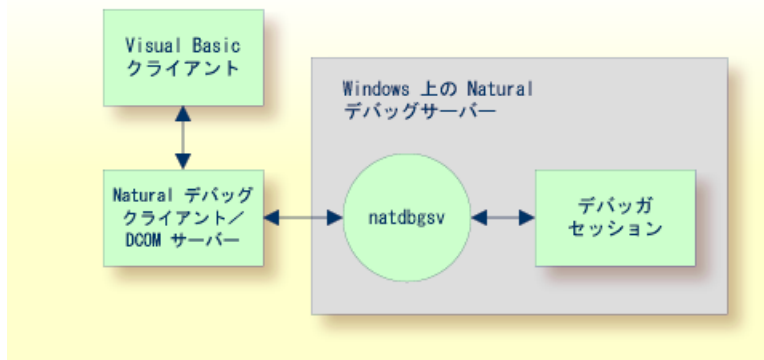 Visual Basic
クライアント
Windows 上の Natural
デバッグサーバー
Natural デバッグ
クライアント／
DCOM サーバー
natdbgsv
デバッガ
セッション